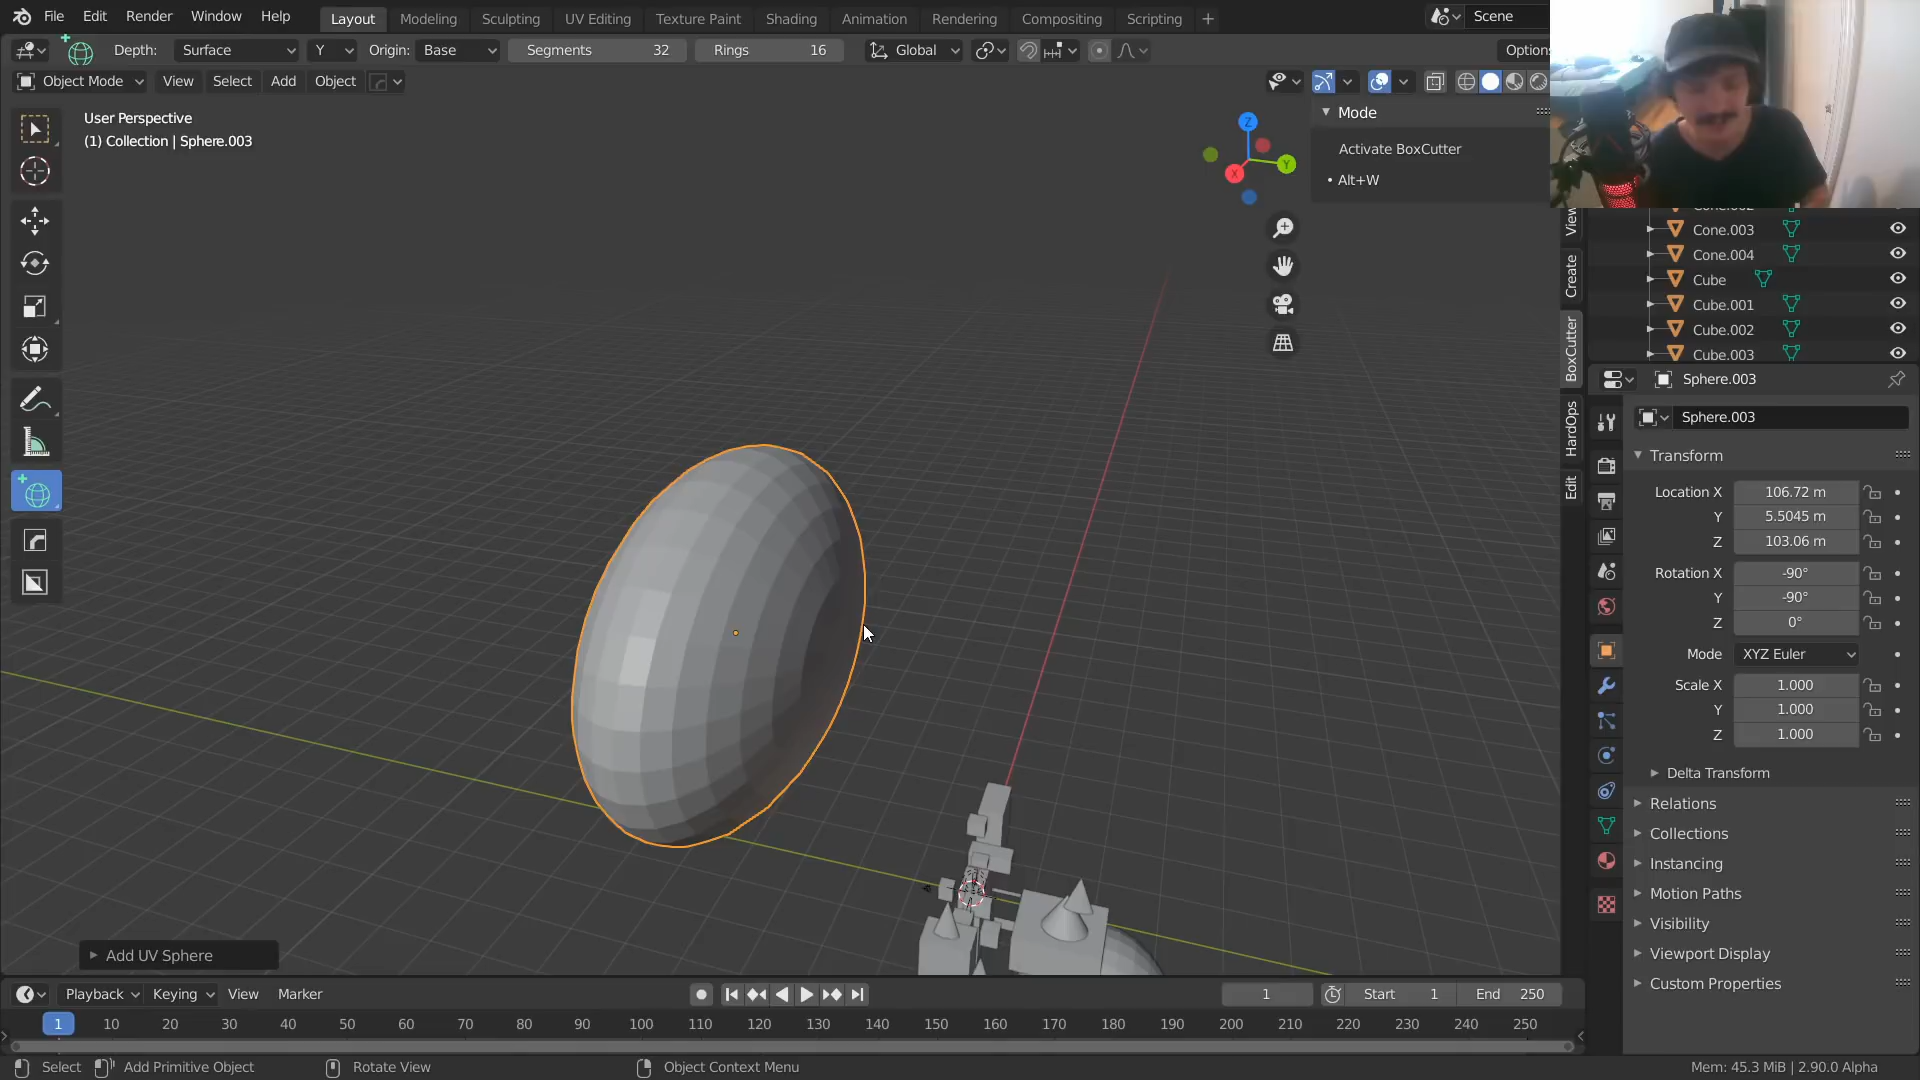 File Edit Render Window Help Layout Modeling Sculpting UV Editing Texture Paint Shading Animation Rendering Compositing Scripting + Scene
Depth: Surface Y Origin: Base Segments 32 Rings 16 Global Options
Object Mode View Select Add Object
User Perspective
(1) Collection | Sphere.003
Z
Y
X
Mode
Activate BoxCutter
• Alt+W
View
Create
BoxCutter
HardOps
Edit
Cone.002
Cone.003
Cone.004
Cube
Cube.001
Cube.002
Cube.003
Sphere.003
Sphere.003
Transform
Location X 106.72 m
Y 5.5045 m
Z 103.06 m
Rotation X -90°
Y -90°
Z 0°
Mode XYZ Euler
Scale X 1.000
Y 1.000
Z 1.000
Delta Transform
Relations
Collections
Instancing
Motion Paths
Visibility
Viewport Display
Custom Properties
Add UV Sphere
Playback Keying View Marker 1 Start 1 End 250
1 10 20 30 40 50 60 70 80 90 100 110 120 130 140 150 160 170 180 190 200 210 220 230 240 250
Select Add Primitive Object Rotate View Object Context Menu Mem: 45.3 MiB | 2.90.0 Alpha